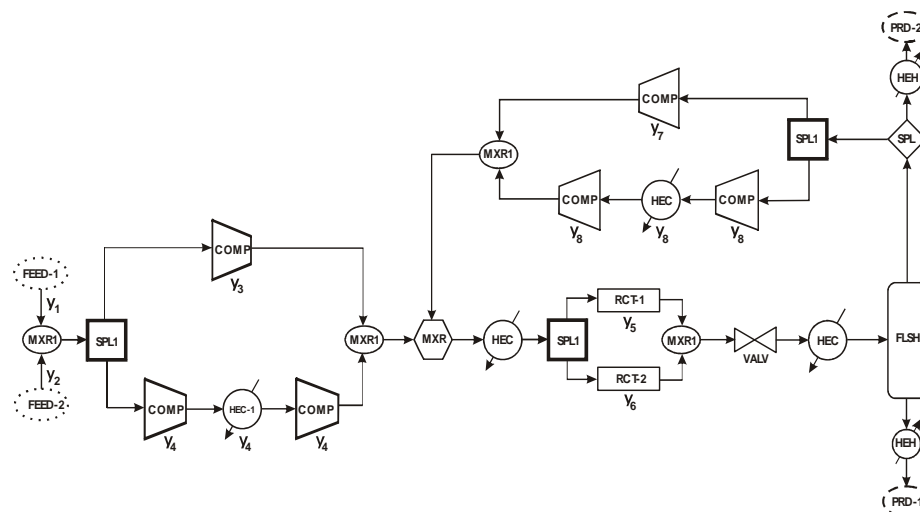 PRD-2
HEH
COMP
y7
SPL1
SPL
MXR1
COMP
y8
HEC
y8
COMP
y8
COMP
y3
FEED-1
y1
MXR1
SPL1
y2
FEED-2
COMP
y4
HEC-1
y4
COMP
y4
MXR1
MXR
HEC
SPL1
RCT-1
y5
RCT-2
y6
MXR1
VALV
HEC
FLSH
HEH
PRD-1